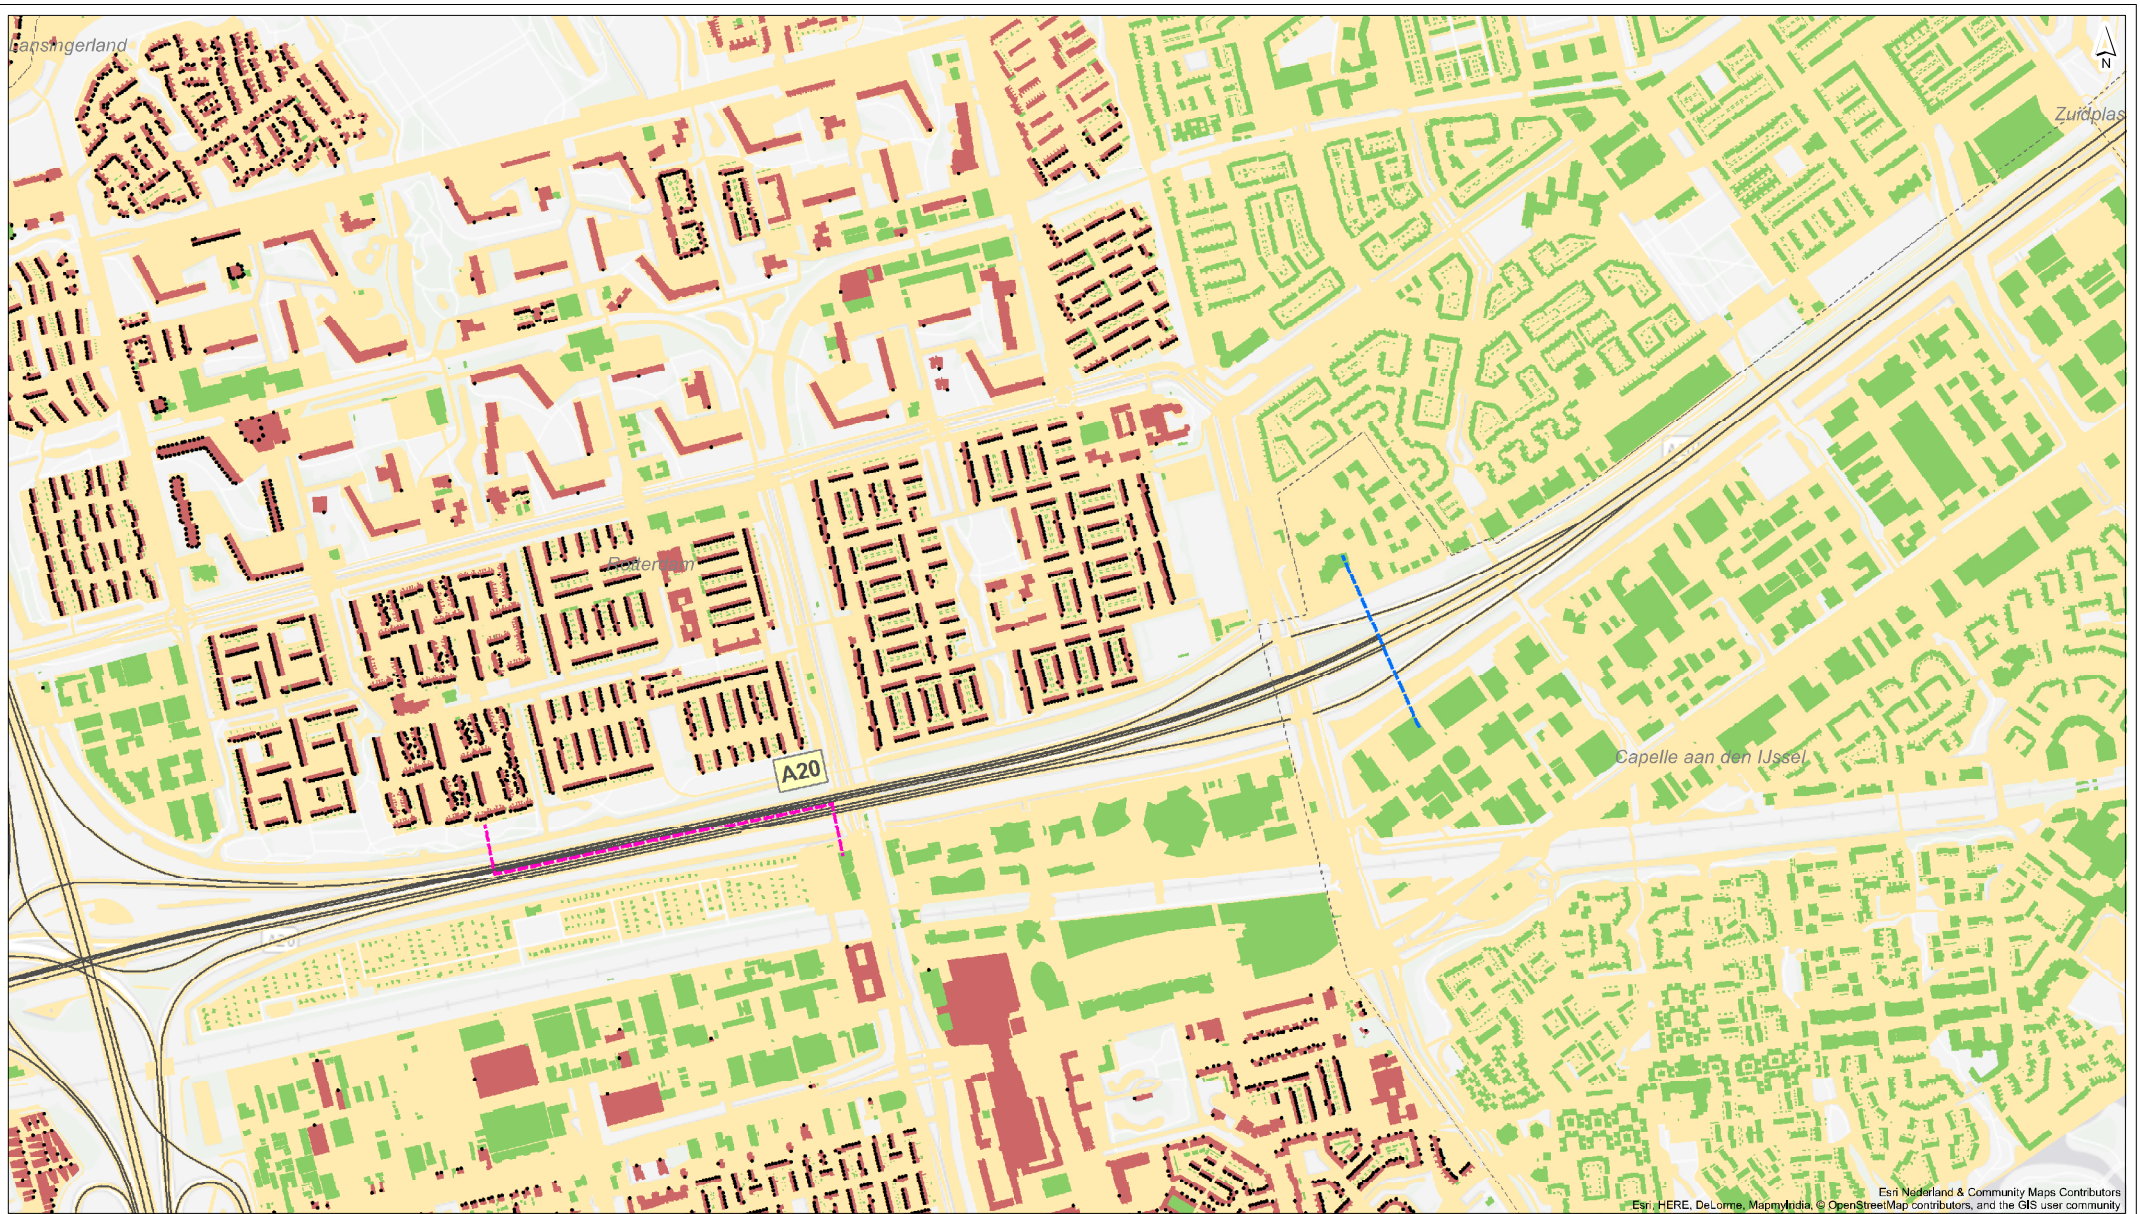 Lansingerland
N
Zuidplas
Rotterdam
A20
Capelle aan den IJssel
A20
Esri Nederland & Community Maps Contributors
Esri, HERE, DeLorme, MapmyIndia, © OpenStreetMap contributors, and the GIS user community